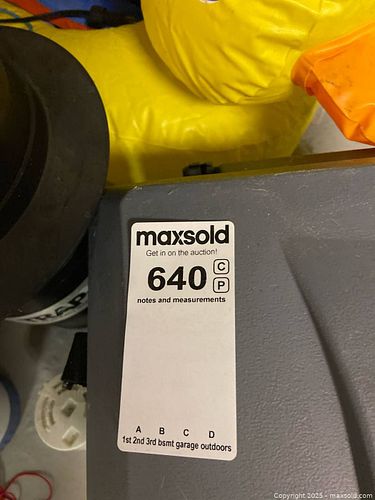 maxsold
Get in on the auction!
640 C
P
notes and measurements
A B C D
1st 2nd 3rd bsmt garage outdoors
TRAP
Copyright 2025 - maxsold.com